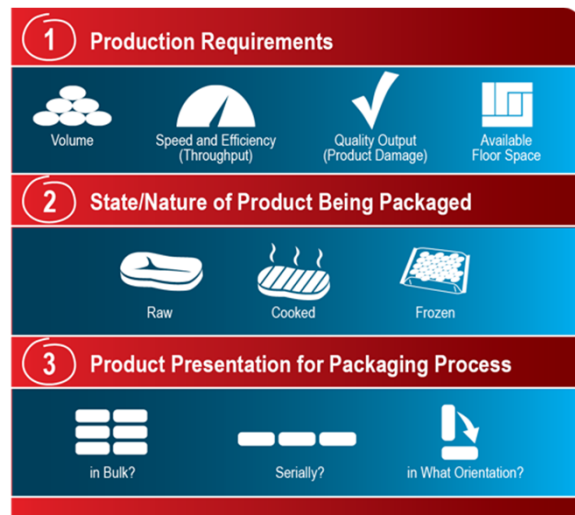 1 Production Requirements
Volume
Speed and Efficiency
(Throughput)
Quality Output
(Product Damage)
Available
Floor Space
2 State/Nature of Product Being Packaged
Raw
Cooked
Frozen
3 Product Presentation for Packaging Process
in Bulk?
Serially?
in What Orientation?